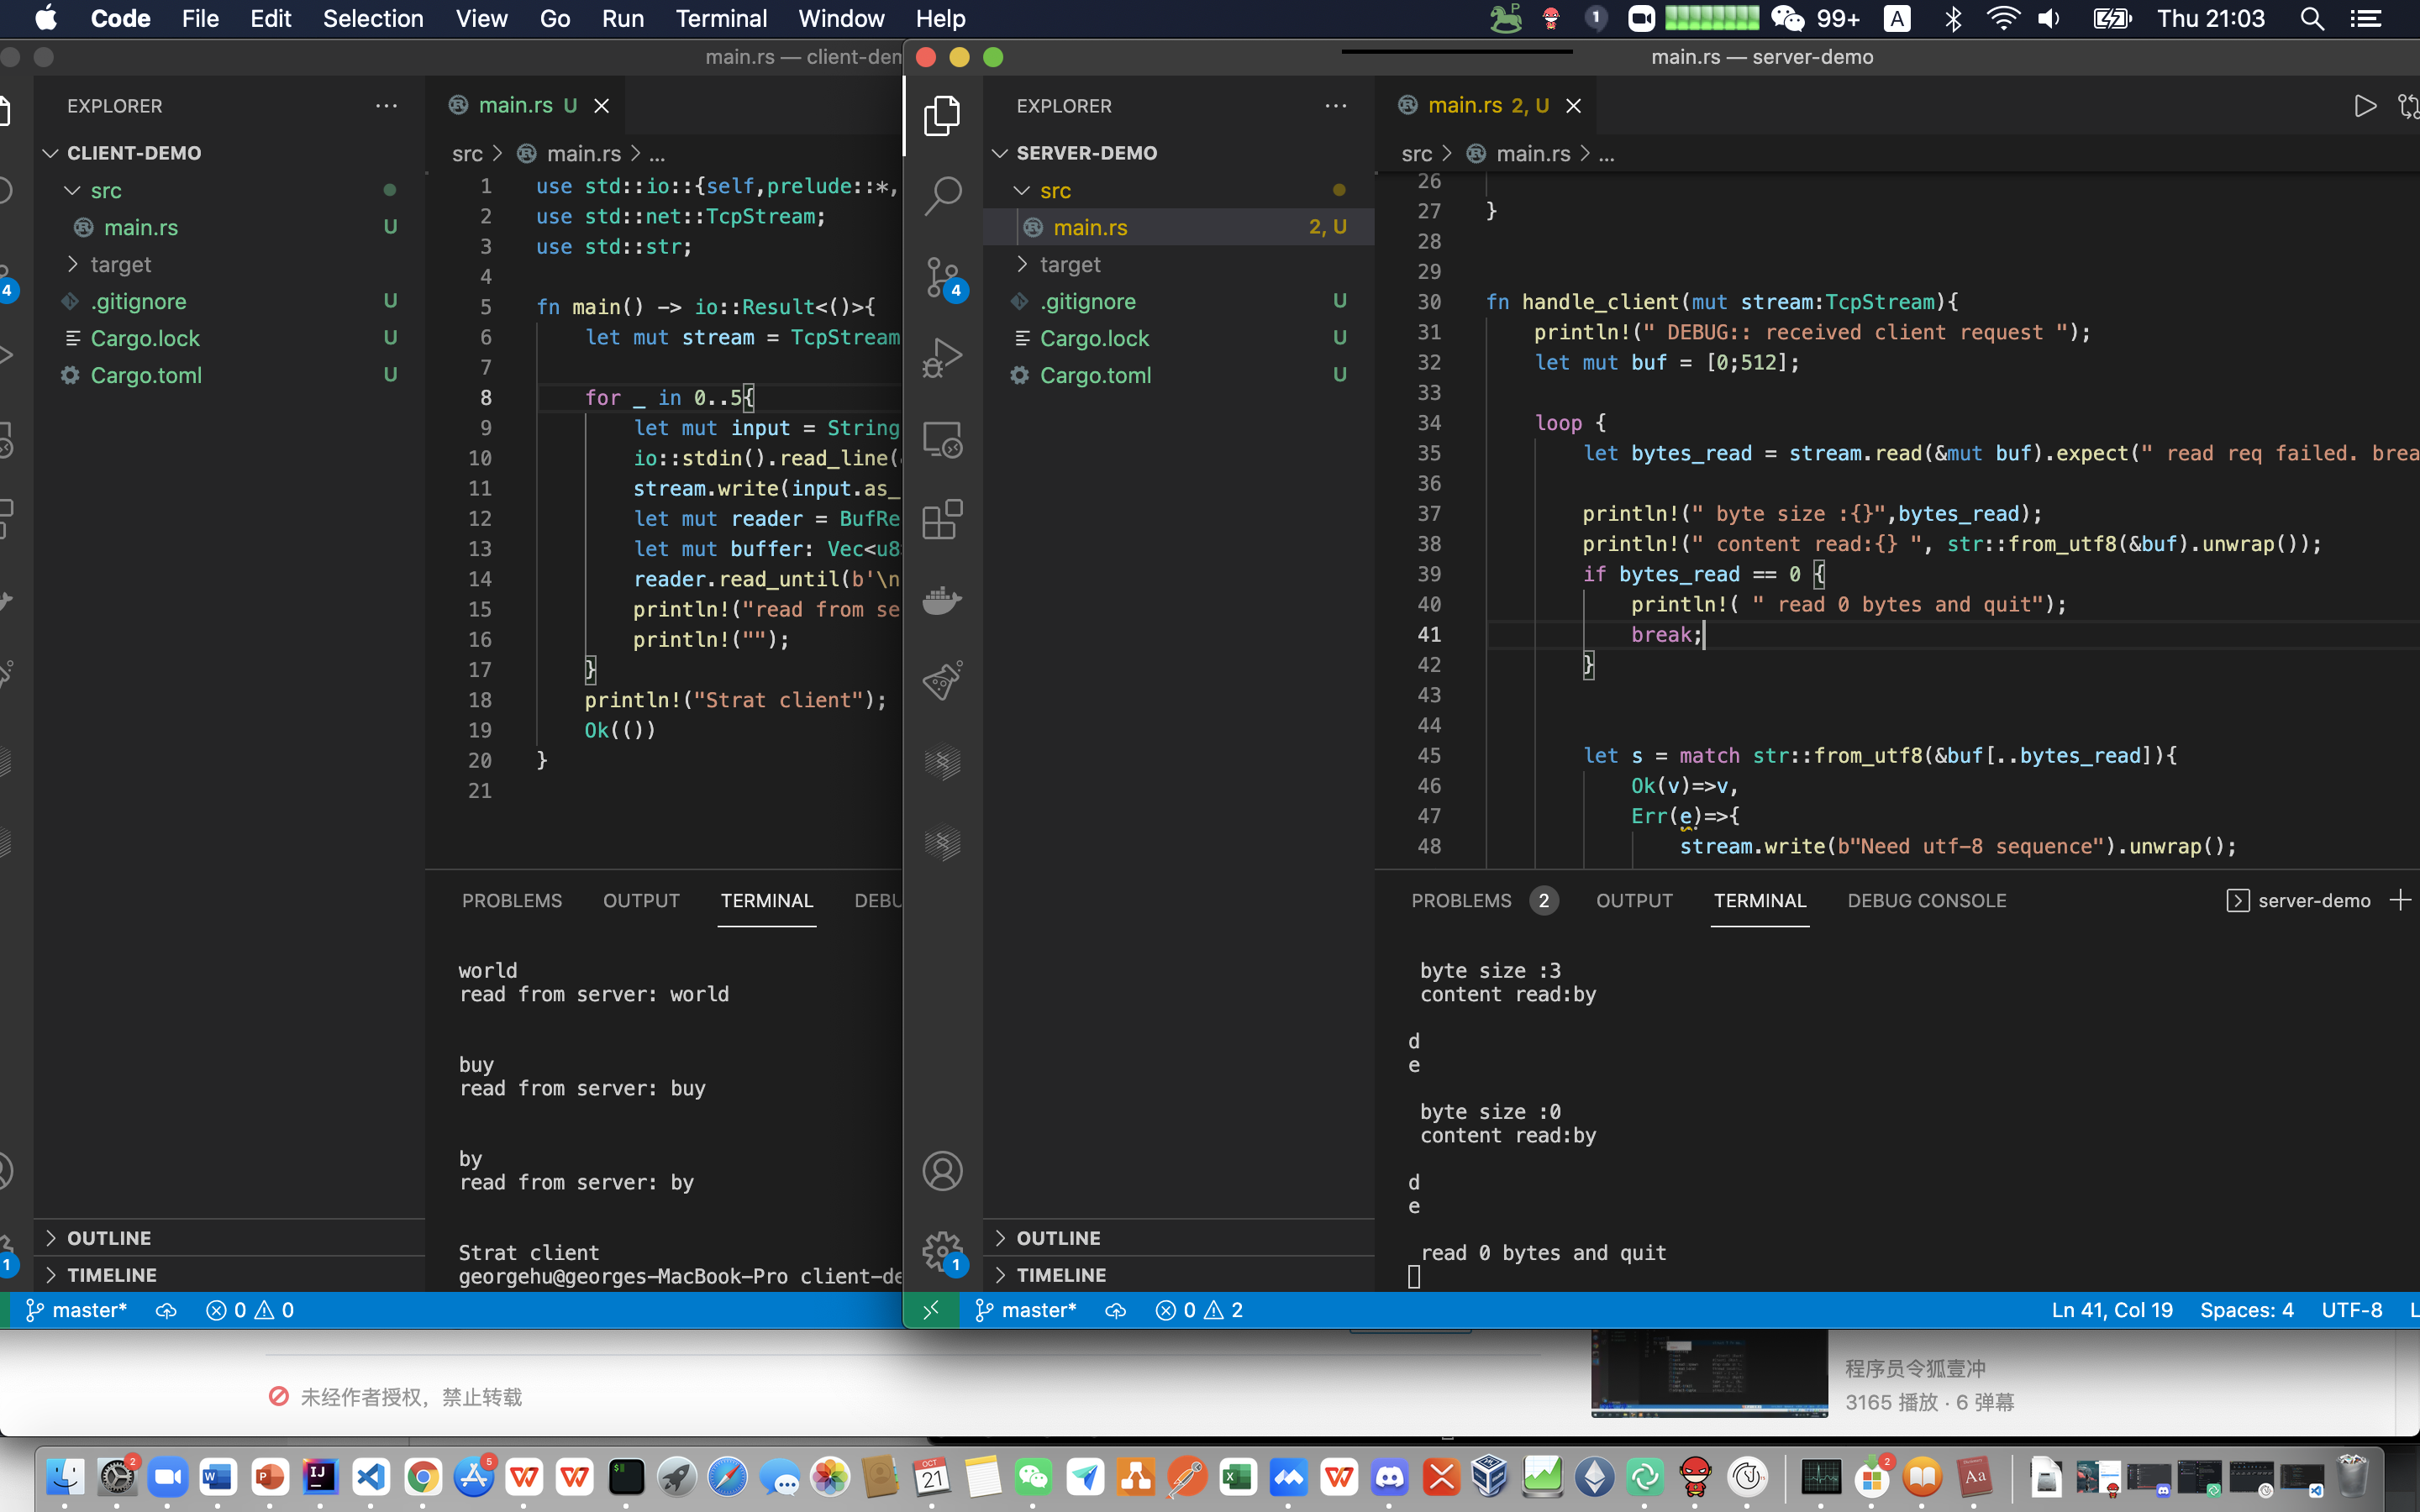 Code File Edit Selection View Go Run Terminal Window Help 99+ A Thu 21:03
main.rs — client-dem
EXPLORER
CLIENT-DEMO
src
main.rs U
target
.gitignore U
Cargo.lock U
Cargo.toml U
OUTLINE
TIMELINE
main.rs U
src > main.rs > ...
1 use std::io::{self,prelude::*,
2 use std::net::TcpStream;
3 use std::str;
4
5 fn main() -> io::Result<()>{
6 let mut stream = TcpStream
7
8 for _ in 0..5{
9 let mut input = String
10 io::stdin().read_line(
11 stream.write(input.as_
12 let mut reader = BufRe
13 let mut buffer: Vec<u8
14 reader.read_until(b'\n
15 println!("read from se
16 println!("");
17 }
18 println!("Strat client");
19 Ok(())
20 }
21
PROBLEMS OUTPUT TERMINAL DEBU
world
read from server: world
buy
read from server: buy
by
read from server: by
Strat client
georgehu@georges-MacBook-Pro client-de
4
1
master* 0 0
main.rs — server-demo
EXPLORER
SERVER-DEMO
src
main.rs 2, U
target
.gitignore U
Cargo.lock U
Cargo.toml U
OUTLINE
TIMELINE
4
1
main.rs 2, U
src > main.rs > ...
26
27 }
28
29
30 fn handle_client(mut stream:TcpStream){
31 println!(" DEBUG:: received client request ");
32 let mut buf = [0;512];
33
34 loop {
35 let bytes_read = stream.read(&mut buf).expect(" read req failed. brea
36
37 println!(" byte size :{}",bytes_read);
38 println!(" content read:{} ", str::from_utf8(&buf).unwrap());
39 if bytes_read == 0 {
40 println!( " read 0 bytes and quit");
41 break;
42 }
43
44
45 let s = match str::from_utf8(&buf[..bytes_read]){
46 Ok(v)=>v,
47 Err(e)=>{
48 stream.write(b"Need utf-8 sequence").unwrap();
PROBLEMS 2 OUTPUT TERMINAL DEBUG CONSOLE server-demo
byte size :3
content read:by
d
e
byte size :0
content read:by
d
e
read 0 bytes and quit
master* 0 2 Ln 41, Col 19 Spaces: 4 UTF-8 L
未经作者授权，禁止转载
程序员令狐壹冲
3165 播放 · 6 弹幕
OCT
21